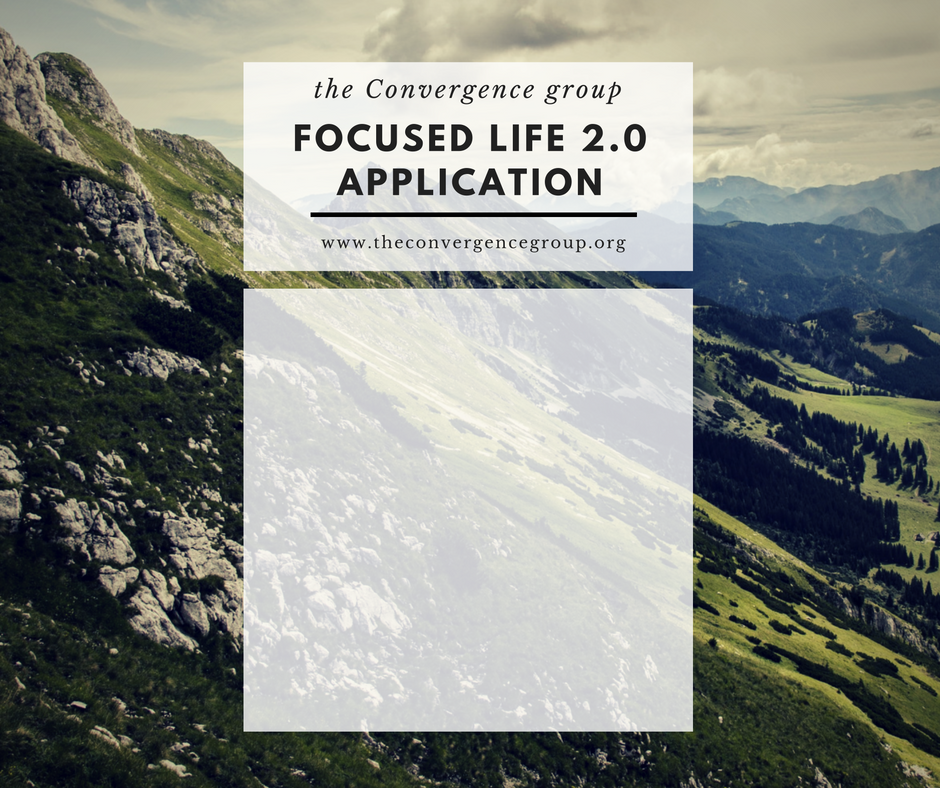 the Convergence group
FOCUSED LIFE 2.0
APPLICATION
www.theconvergencegroup.org